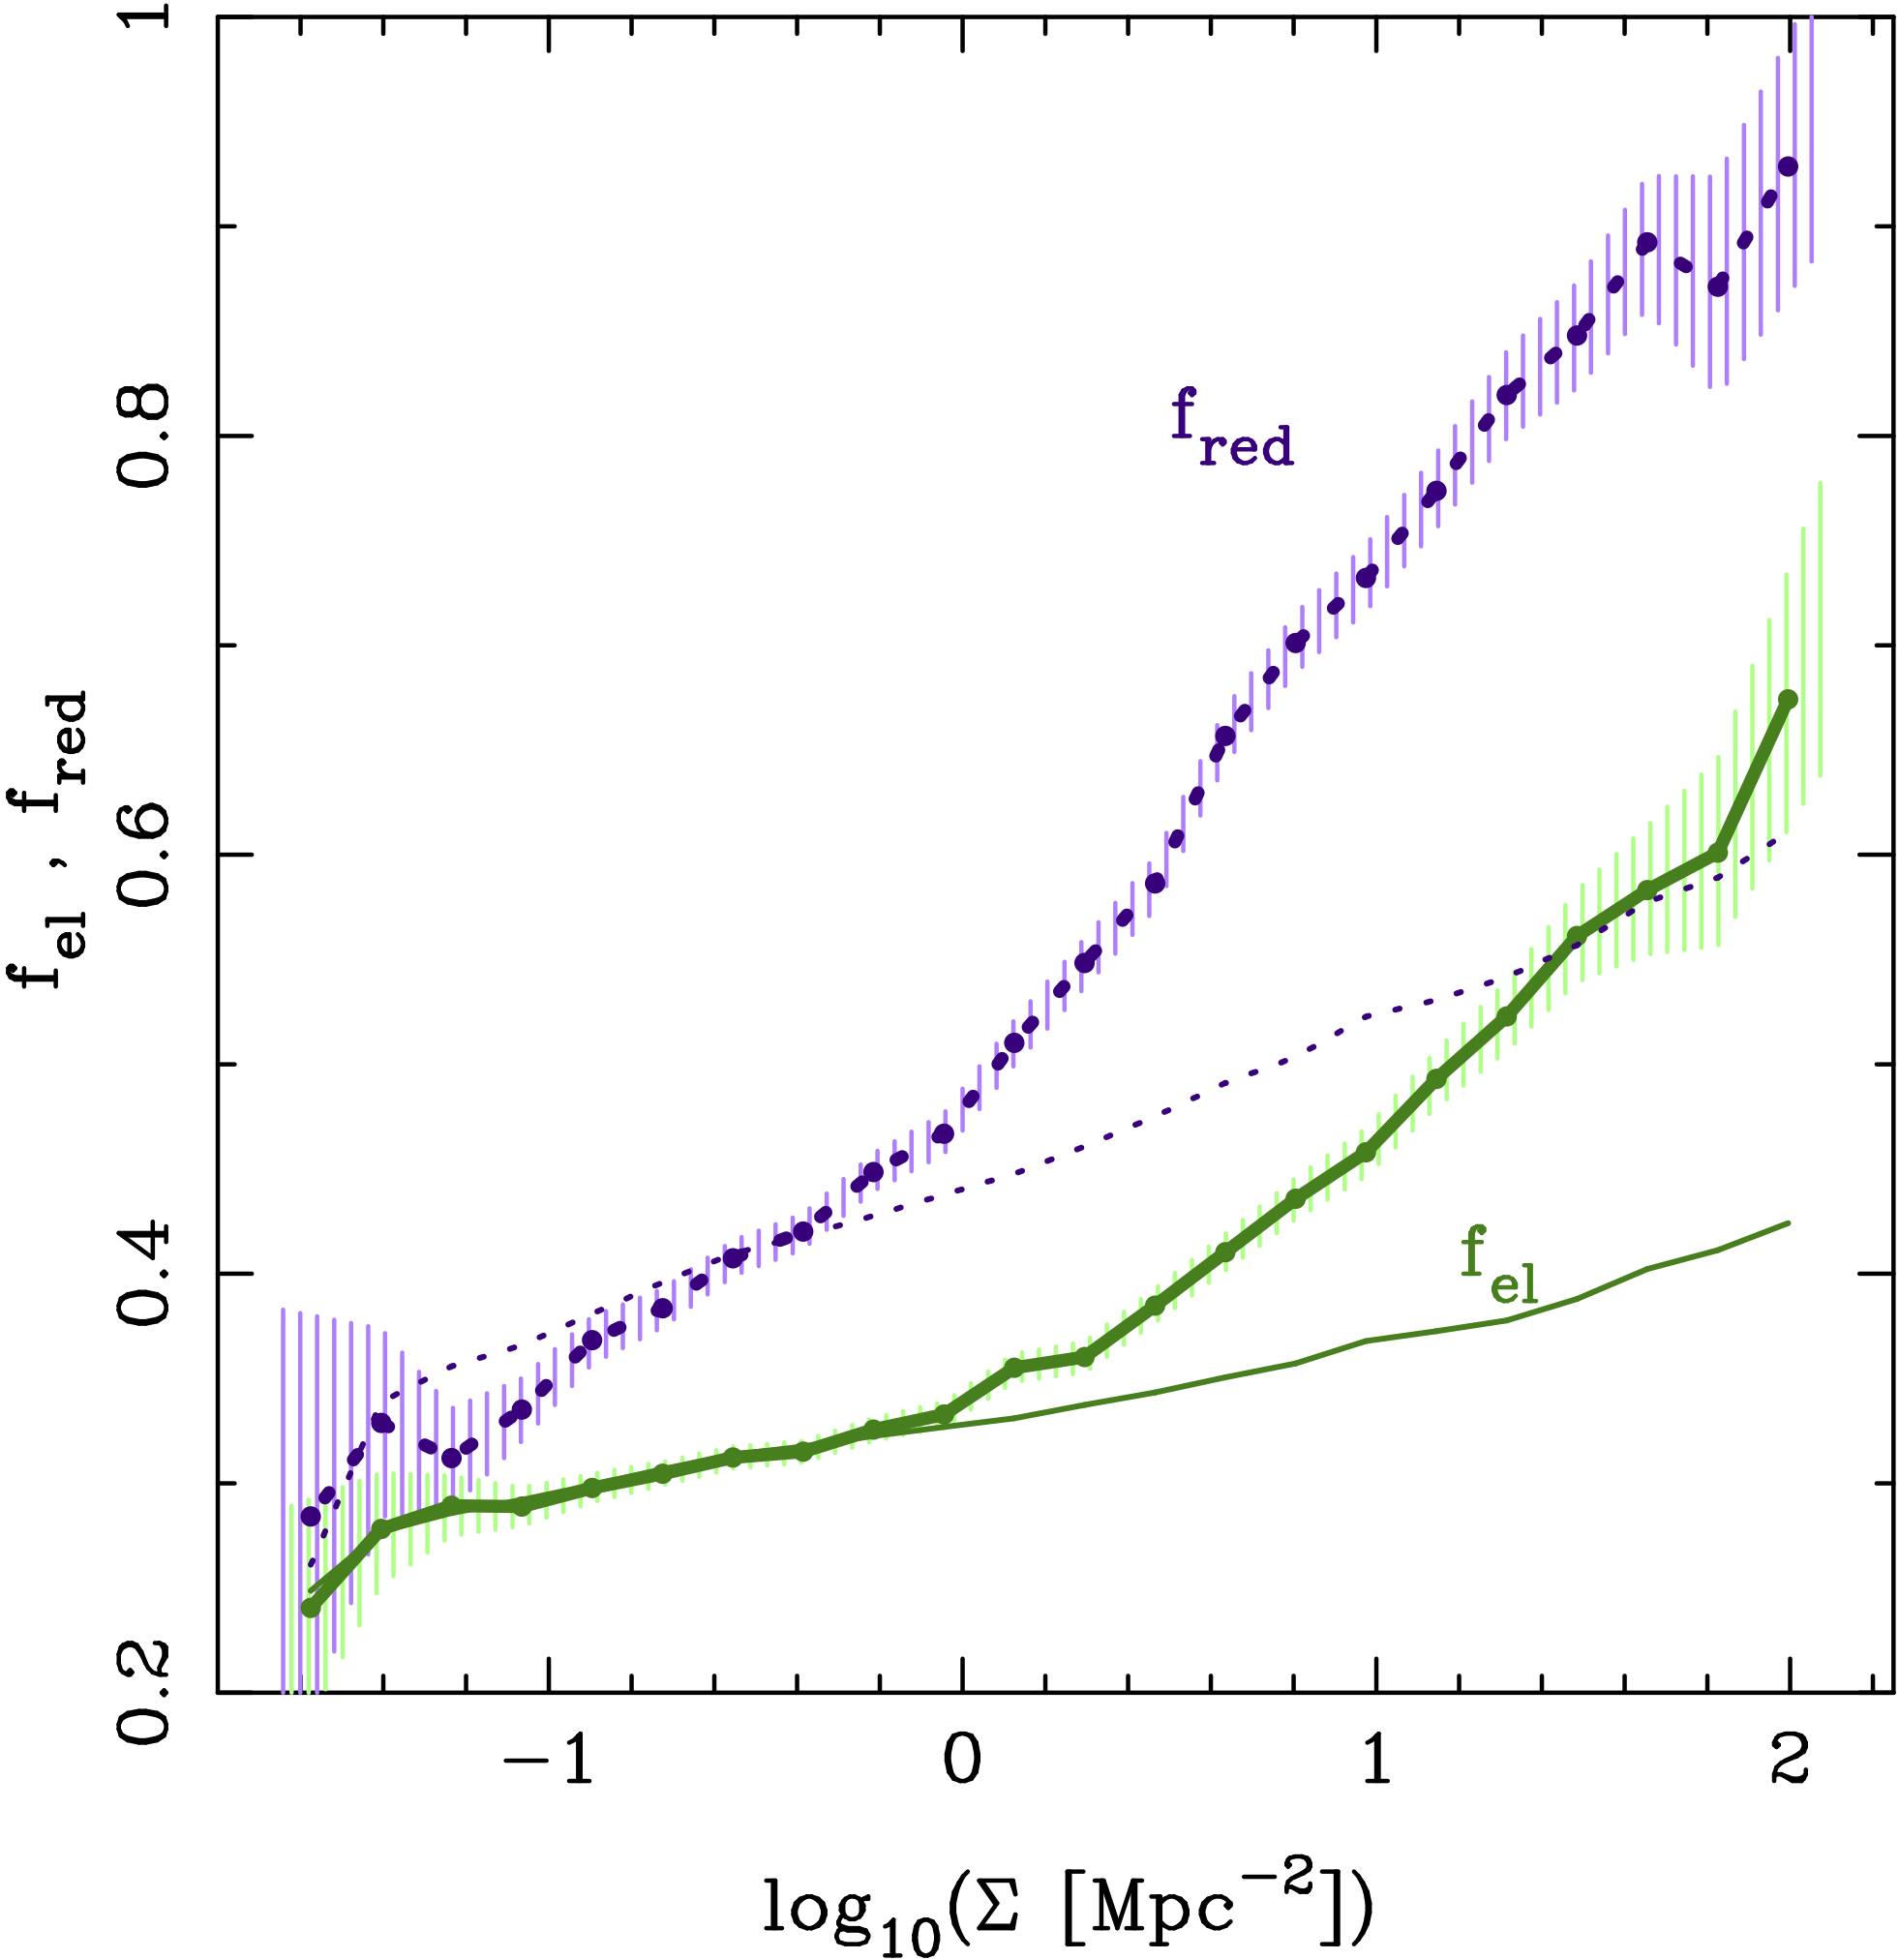 1
0.8
0.6
0.4
0.2
f_el, f_red
f_red
f_el
−1 0 1 2
log_10(Σ [Mpc^−2])